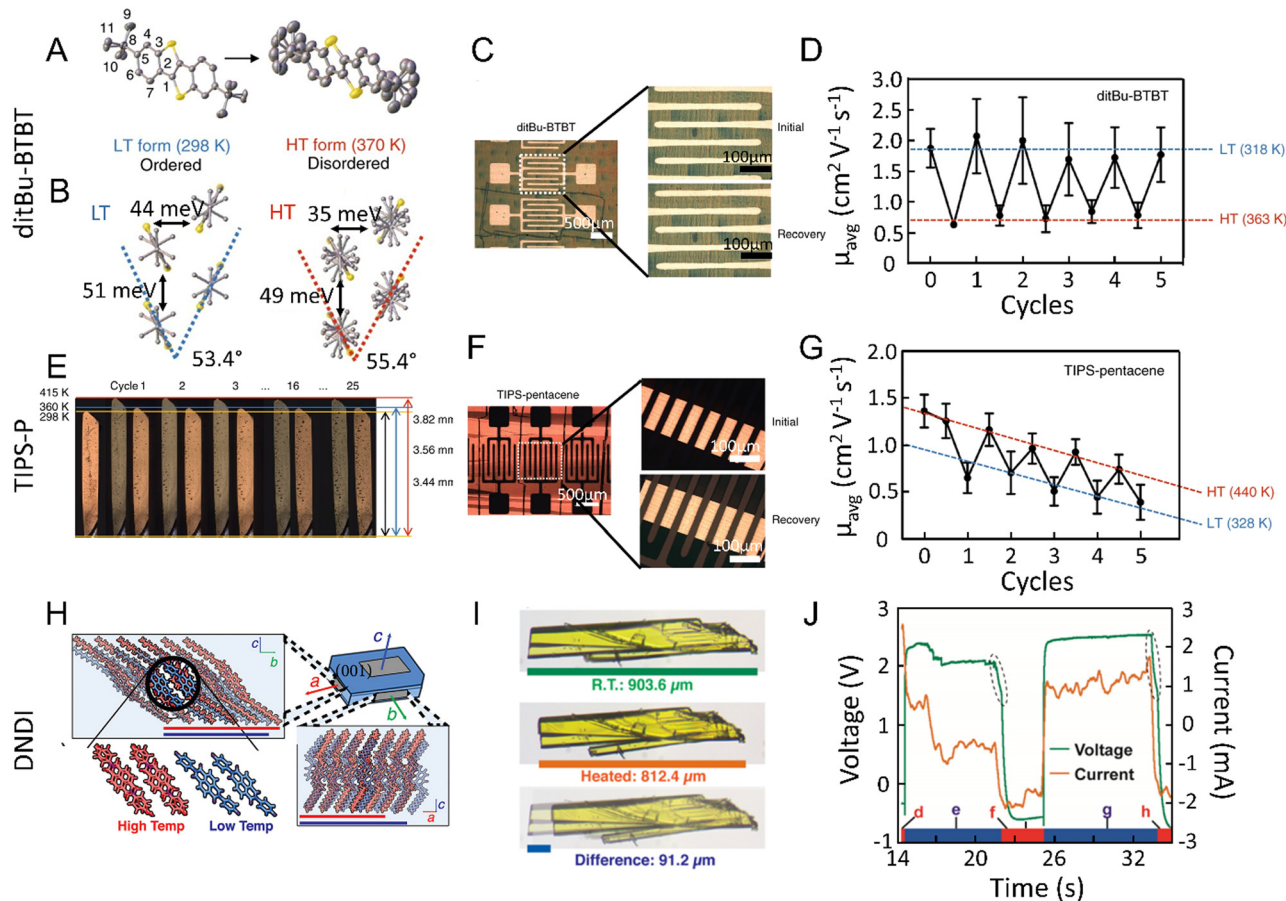 A
9
11
4
3
8
5
2
10
6
1
7
LT form (298 K)
Ordered
HT form (370 K)
Disordered
ditBu-BTBT
B
LT
44 meV
51 meV
53.4°
HT
35 meV
49 meV
55.4°
C
ditBu-BTBT
500µm
Initial
100µm
100µm
Recovery
D
ditBu-BTBT
3.0
2.5
2.0
1.5
1.0
0.5
0
µavg (cm2 V-1 s-1)
LT (318 K)
HT (363 K)
0 1 2 3 4 5
Cycles
E
TIPS-P
Cycle 1 2 3 ... 16 ... 25
415 K
360 K
298 K
3.82 mm
3.56 mm
3.44 mm
F
TIPS-pentacene
500µm
Initial
100µm
100µm
Recovery
G
TIPS-pentacene
2.0
1.5
1.0
0.5
0
µavg (cm2 V-1 s-1)
HT (440 K)
LT (328 K)
0 1 2 3 4 5
Cycles
H
DNDI
c
b
c
(001)
a
b
c
a
High Temp Low Temp
I
R.T.: 903.6 µm
Heated: 812.4 µm
Difference: 91.2 µm
J
3
2
1
0
-1
Voltage (V)
3
2
1
0
-1
-2
-3
Current (mA)
Voltage
Current
d e f g h
14 20 26 32
Time (s)